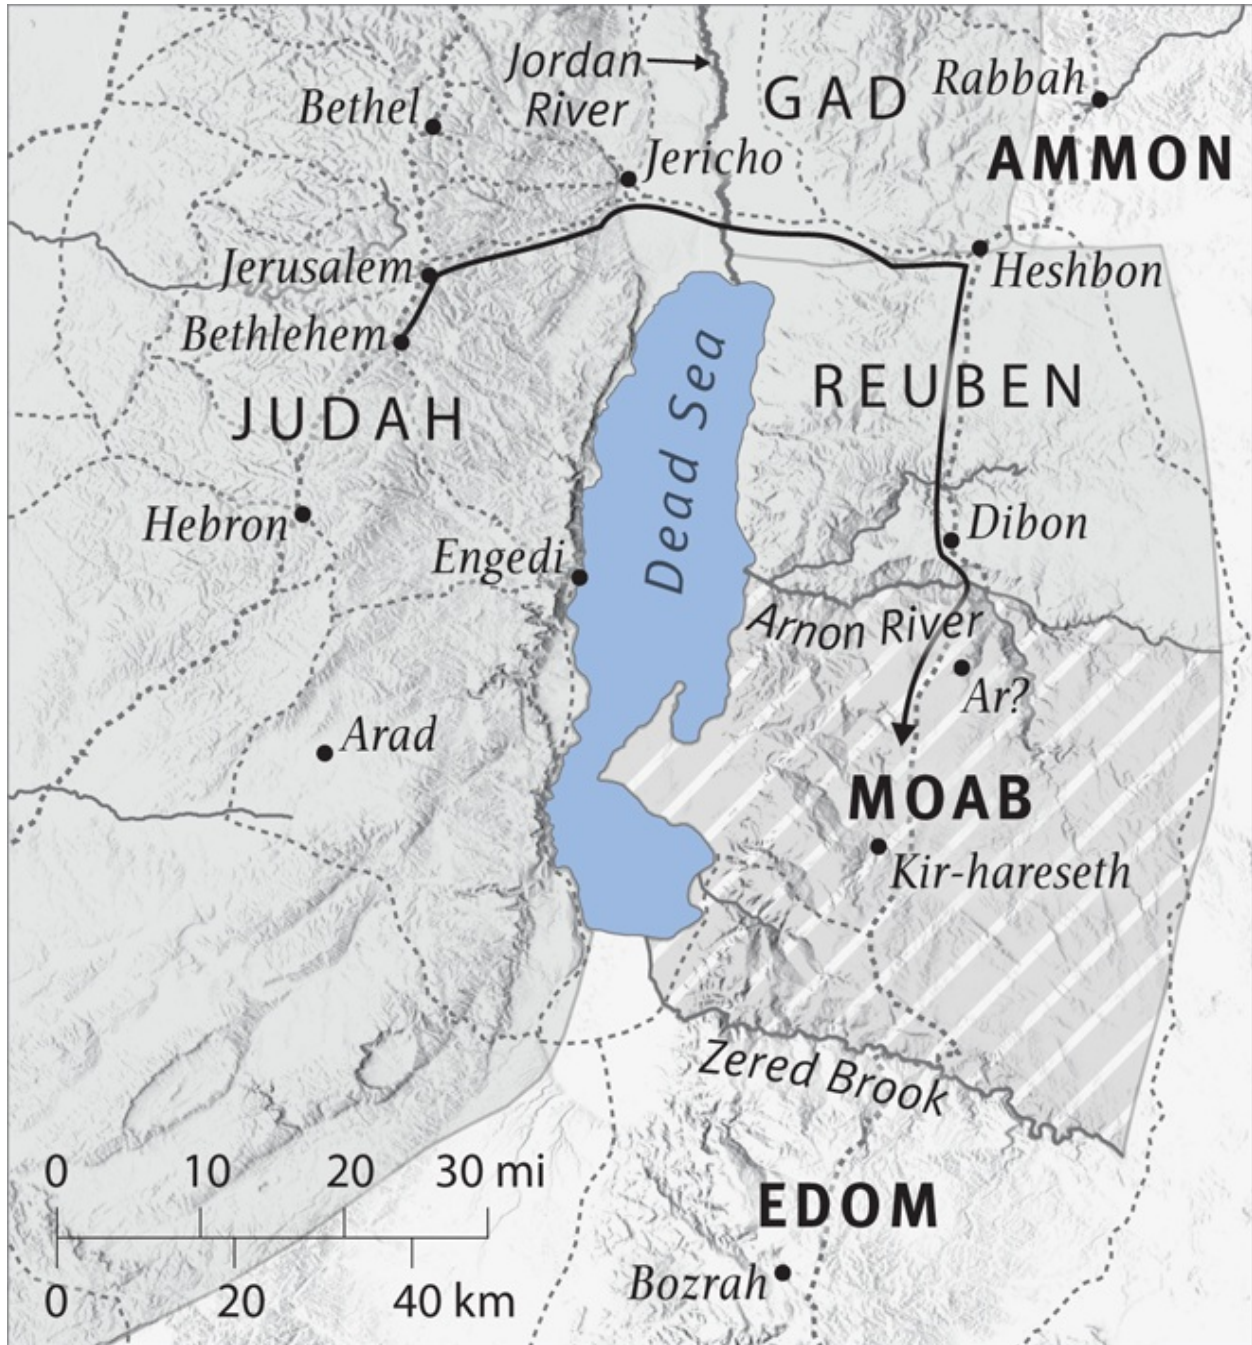 Jordan
River
GAD
Rabbah
Bethel
AMMON
Jericho
Jerusalem
Heshbon
Bethlehem
REUBEN
JUDAH
Dead Sea
Hebron
Dibon
Engedi
Arnon River
Ar?
Arad
MOAB
Kir-hareseth
Zered Brook
0 10 20 30 mi
EDOM
Bozrah
0 20 40 km